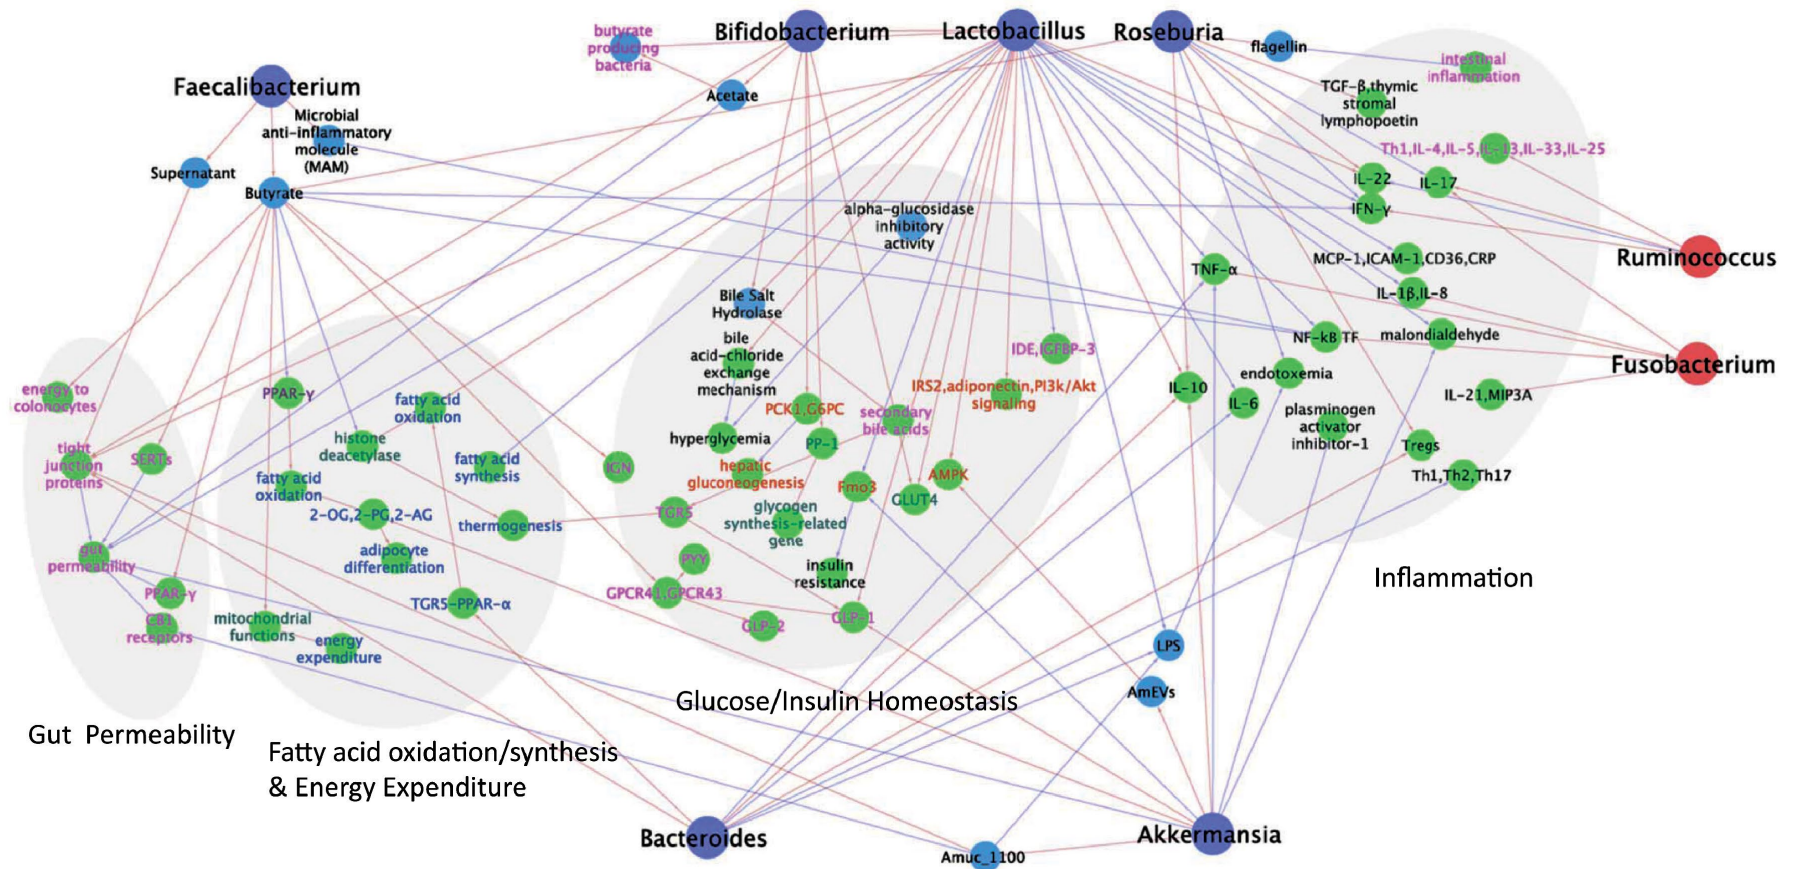 butyrate
producing
bacteria
Bifidobacterium
Lactobacillus
Roseburia
flagellin
intestinal
inflammation
Faecalibacterium
Acetate
TGF-β,thymic
stromal
lymphopoetin
Microbial
anti-inflammatory
molecule
(MAM)
Th1,IL-4,IL-5,IL-13,IL-33,IL-25
Supernatant
Butyrate
IL-22
IL-17
IFN-γ
alpha-glucosidase
inhibitory
activity
TNF-α
MCP-1,ICAM-1,CD36,CRP
Ruminococcus
IL-1β,IL-8
Bile Salt
Hydrolase
NF-kB TF
malondialdehyde
bile
acid-chloride
exchange
mechanism
IDE,IGFBP-3
endotoxemia
Fusobacterium
energy to
colonocytes
PPAR-γ
fatty acid
oxidation
PCK1,G6PC
IRS2,adiponectin,PI3k/Akt
signaling
IL-10
IL-6
IL-21,MIP3A
secondary
bile acids
plasminogen
activator
inhibitor-1
hyperglycemia
PP-1
histone
deacetylase
Tregs
tight
junction
proteins
SERTs
fatty acid
synthesis
IGN
hepatic
gluconeogenesis
AMPK
Th1,Th2,Th17
fatty acid
oxidation
Fmo3
GLUT4
2-OG,2-PG,2-AG
thermogenesis
TGR5
glycogen
synthesis-related
gene
gut
permeability
adipocyte
differentiation
PYY
insulin
resistance
Inflammation
PPAR-γ
TGR5-PPAR-α
GPCR41,GPCR43
CB1
receptors
mitochondrial
functions
GLP-2
GLP-1
energy
expenditure
LPS
AmEVs
Glucose/Insulin Homeostasis
Gut Permeability
Fatty acid oxidation/synthesis
& Energy Expenditure
Bacteroides
Amuc_1100
Akkermansia